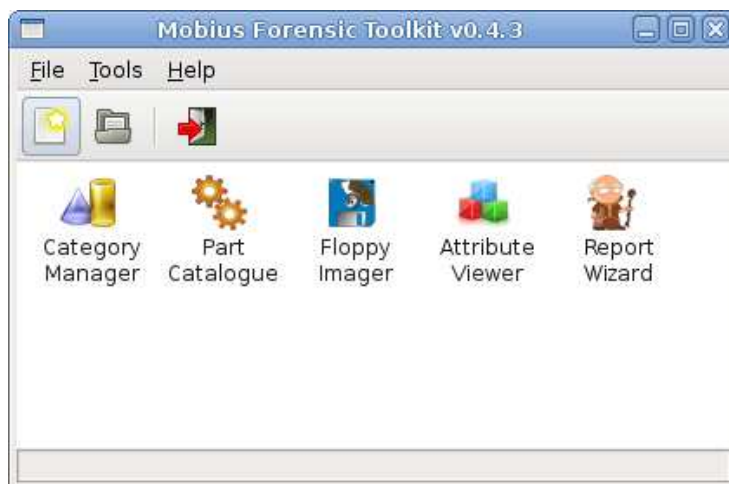 Mobius Forensic Toolkit v0.4.3
File Tools Help
Category Manager
Part Catalogue
Floppy Imager
Attribute Viewer
Report Wizard